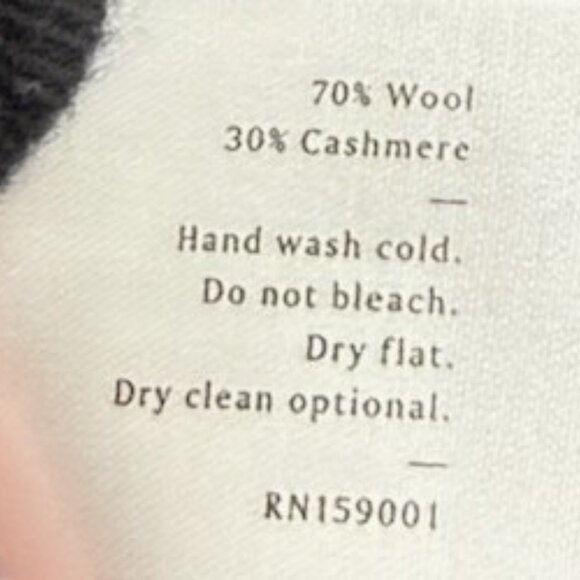 70% Wool
30% Cashmere
—
Hand wash cold.
Do not bleach.
Dry flat.
Dry clean optional.
—
RN159001